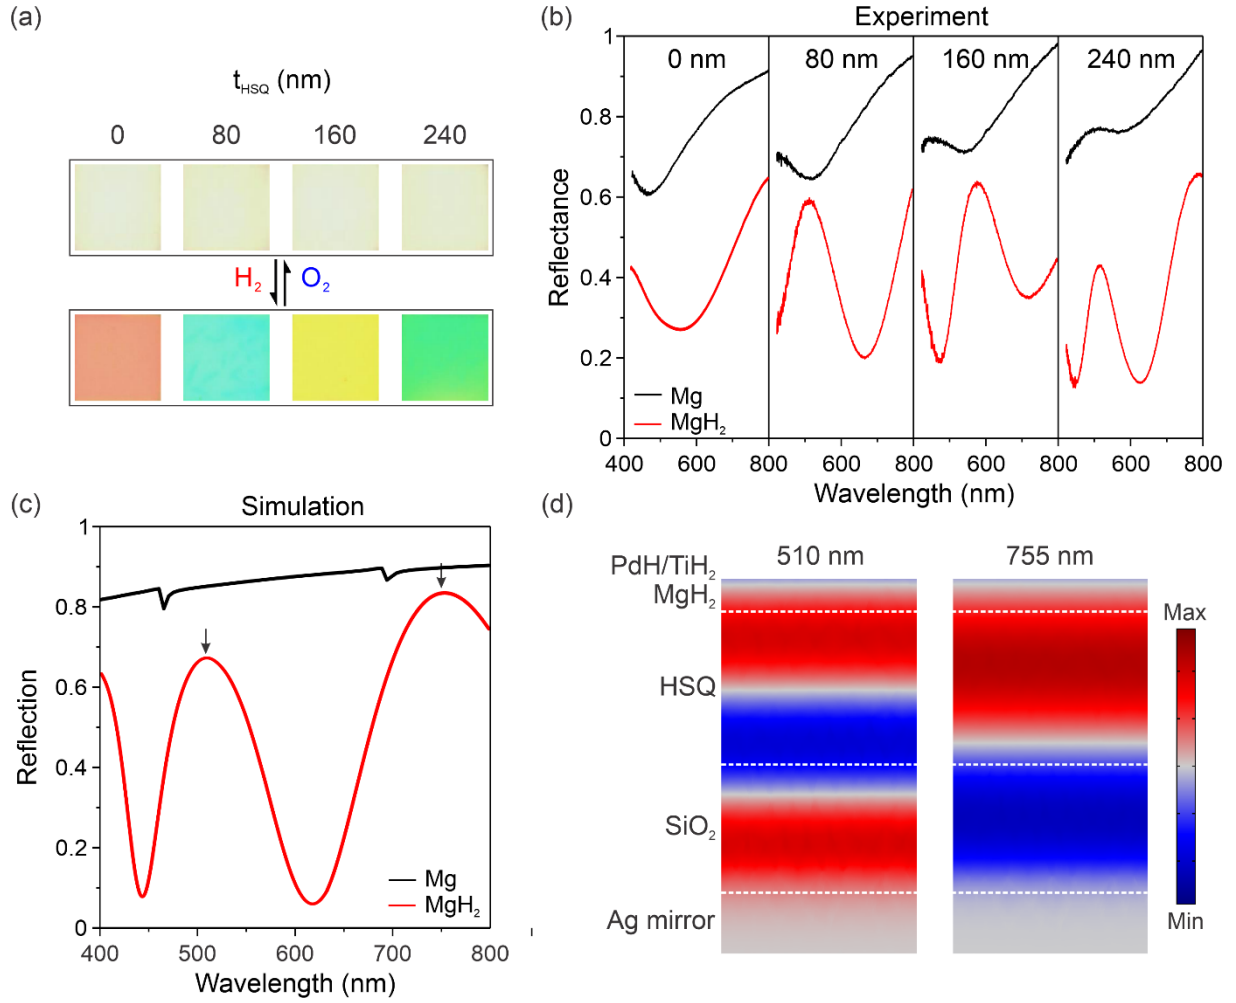 (a)
t_HSQ (nm)
0 80 160 240
H₂ O₂
(b)
Experiment
0 nm 80 nm 160 nm 240 nm
1
0.8
0.6
0.4
0.2
0
Reflectance
Mg
MgH₂
400 600 800 600 800 600 800 600 800
Wavelength (nm)
(c)
Simulation
1
0.8
0.6
0.4
0.2
0
Reflection
Mg
MgH₂
400 500 600 700 800
Wavelength (nm)
(d)
510 nm 755 nm
PdH/TiH₂
MgH₂
HSQ
SiO₂
Ag mirror
Max
Min